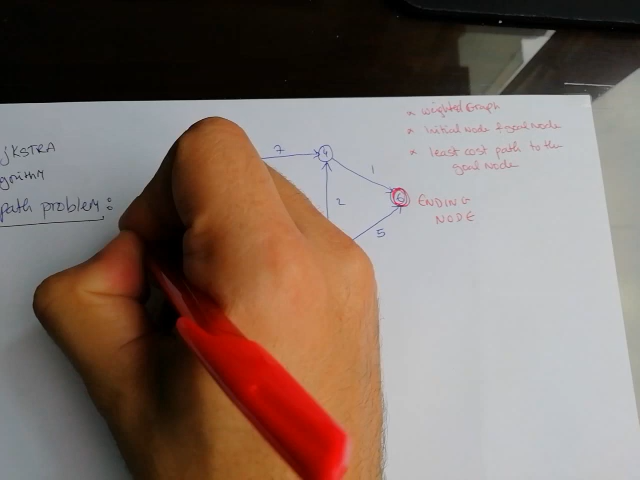 * weighted Graph
* initial Node & goal Node
* least cost path to the
goal Node
jKSTRA
gorithm
path problem :
7
4
1
2
6
5
ENDING
NODE